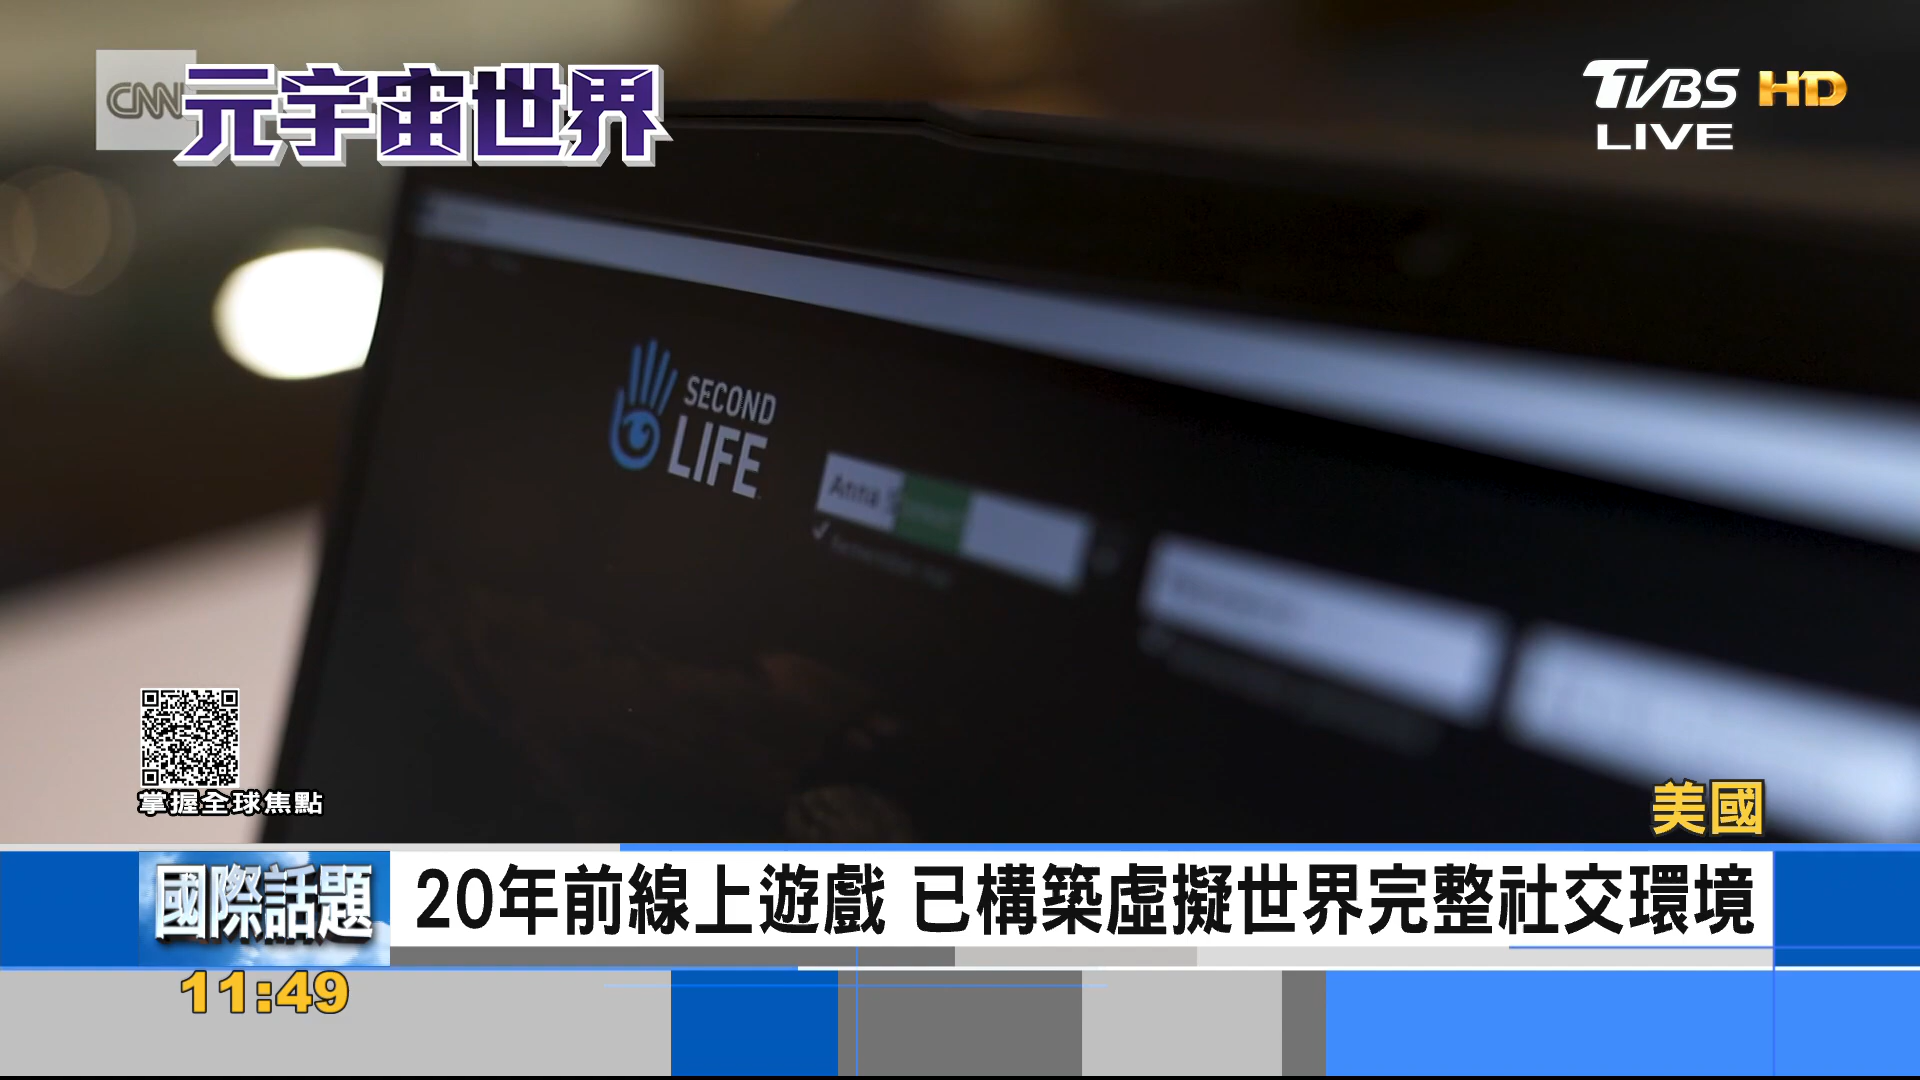 CNN
元宇宙世界
TVBS HD
LIVE
SECOND
LIFE
Anna
掌握全球焦點
美國
國際話題
20年前線上遊戲 已構築虛擬世界完整社交環境
11:49